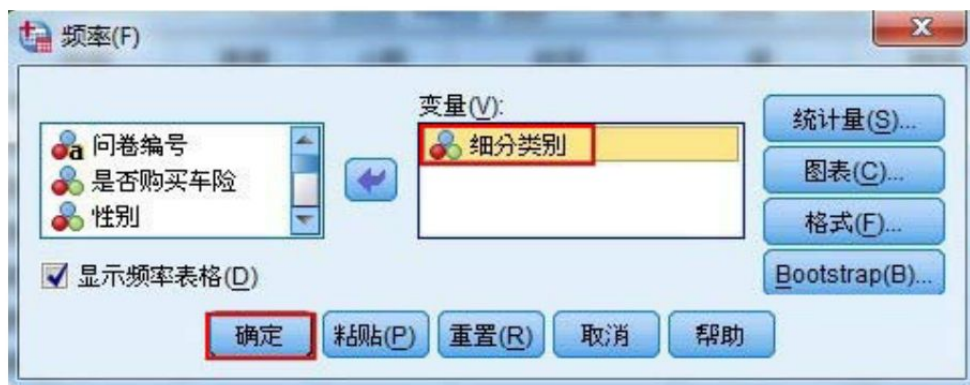 频率(F)
变量(V):
问卷编号
是否购买车险
性别
细分类别
统计量(S)...
图表(C)...
格式(F)...
Bootstrap(B)...
显示频率表格(D)
确定 粘贴(P) 重置(R) 取消 帮助